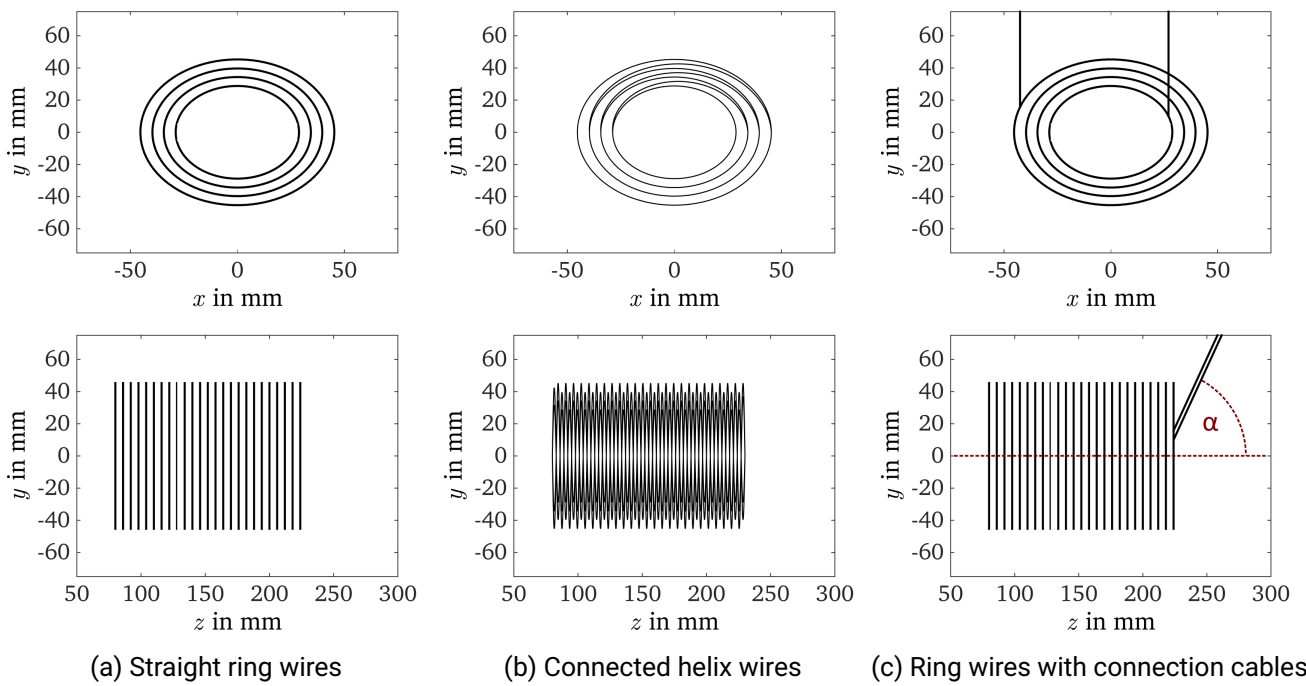 60
40
20
0
-20
-40
-60
y in mm
-50 0 50
x in mm
60
40
20
0
-20
-40
-60
y in mm
-50 0 50
x in mm
60
40
20
0
-20
-40
-60
y in mm
-50 0 50
x in mm
60
40
20
0
-20
-40
-60
y in mm
50 100 150 200 250 300
z in mm
(a) Straight ring wires
60
40
20
0
-20
-40
-60
y in mm
50 100 150 200 250 300
z in mm
(b) Connected helix wires
60
40
20
0
-20
-40
-60
y in mm
α
50 100 150 200 250 300
z in mm
(c) Ring wires with connection cables